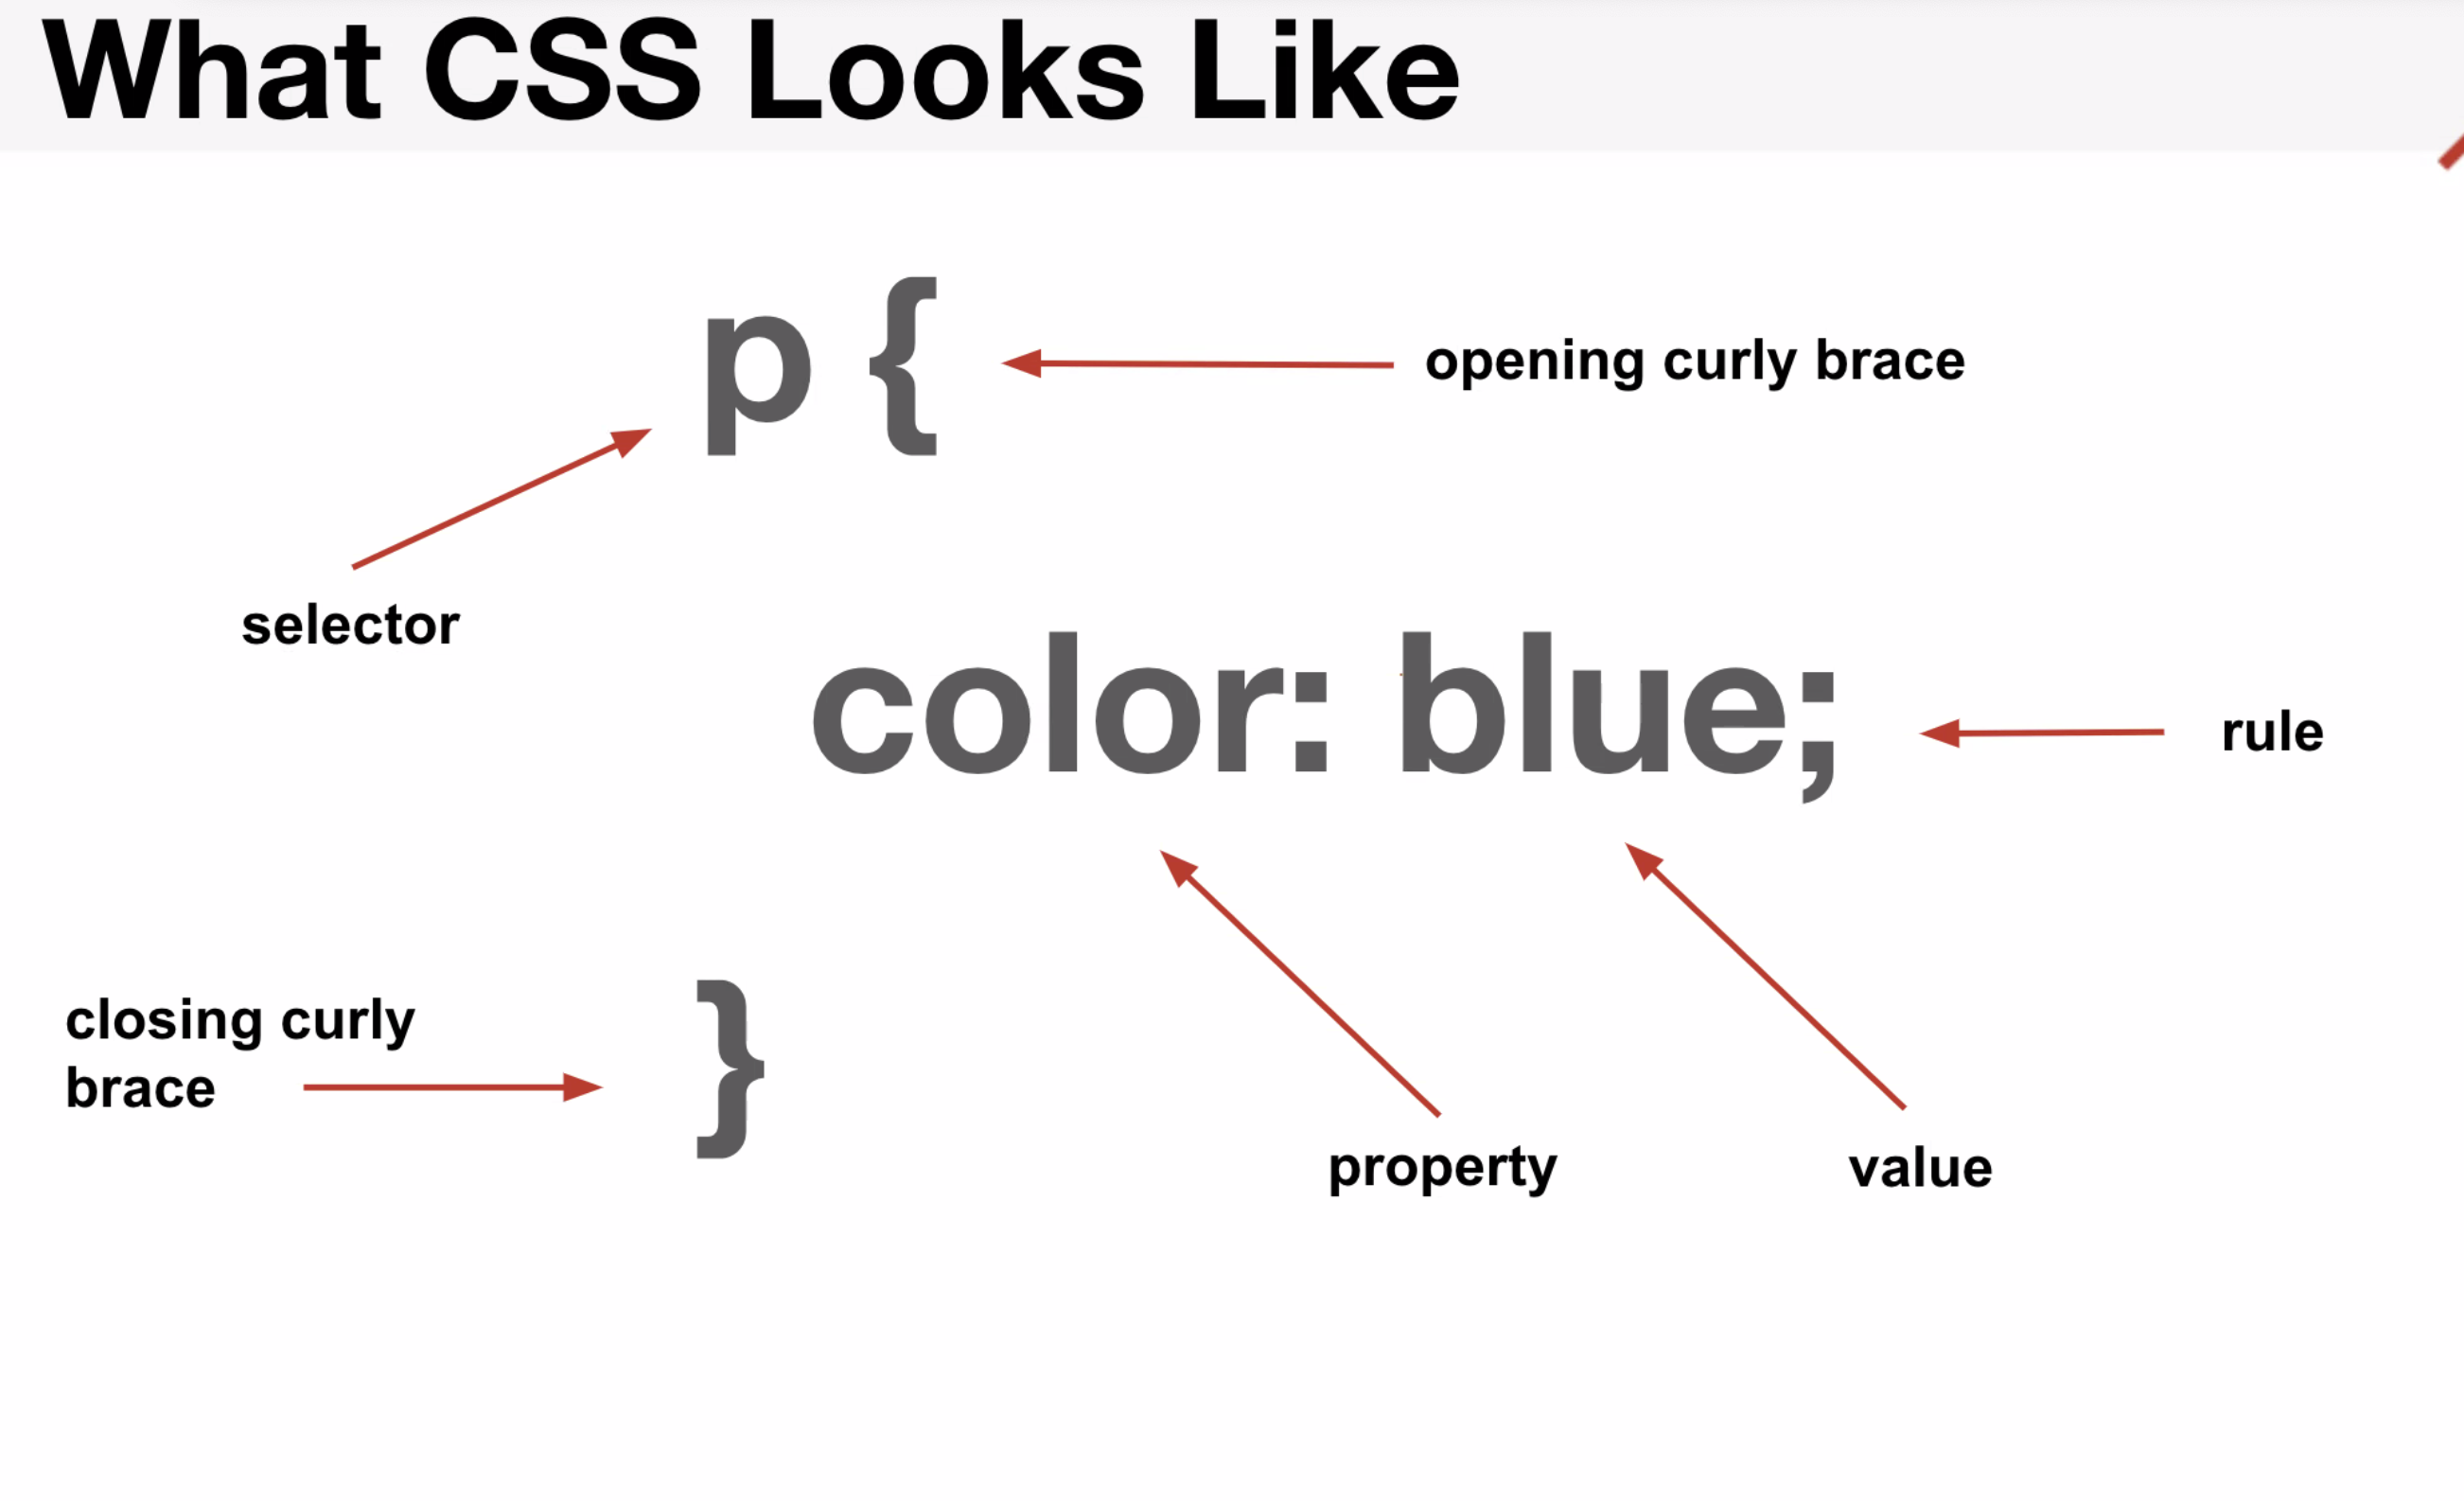 What CSS Looks Like
p {
opening curly brace
selector
color: blue;
rule
closing curly
brace
}
property
value